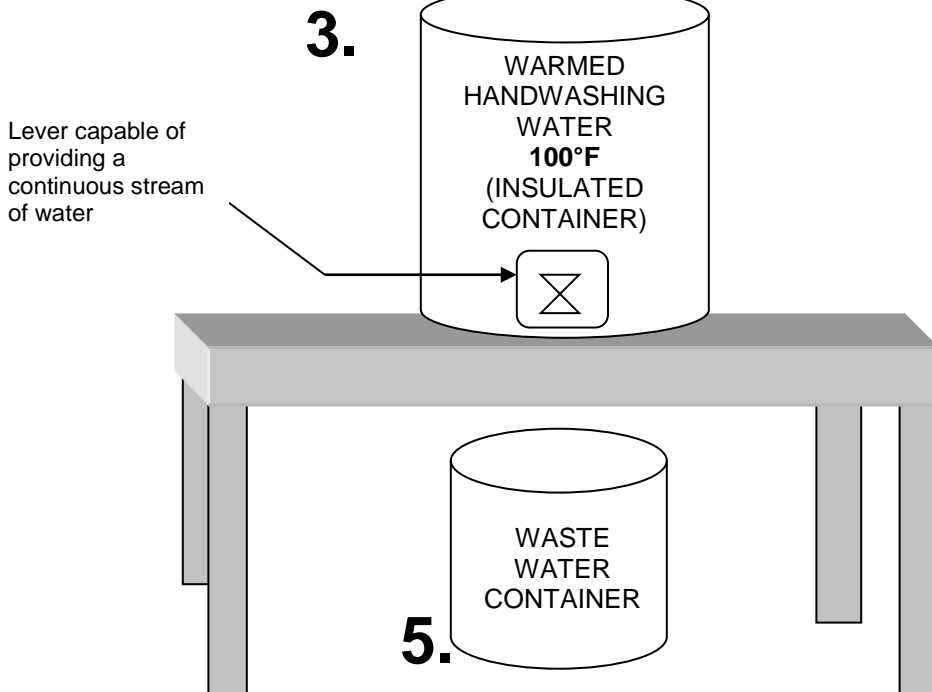 3.
WARMED
HANDWASHING
WATER
100°F
(INSULATED
CONTAINER)
Lever capable of
providing a
continuous stream
of water
WASTE
WATER
CONTAINER
5.